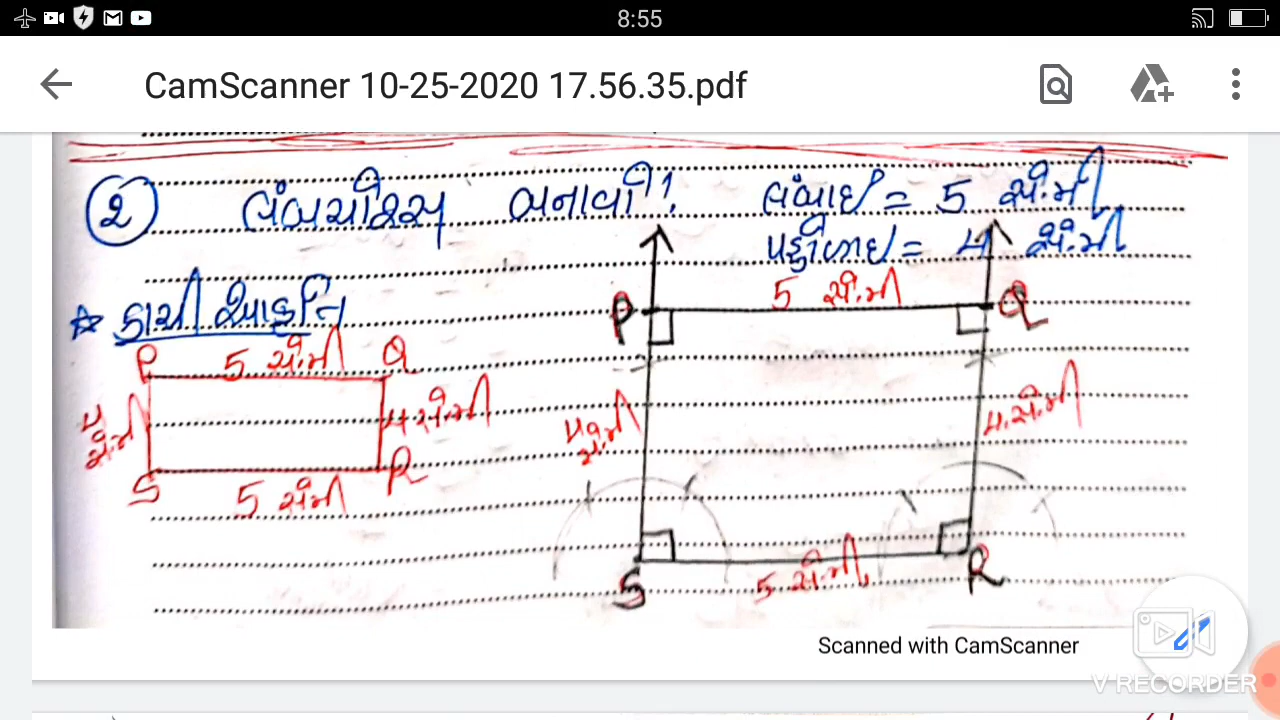 8:55
CamScanner 10-25-2020 17.56.35.pdf
૨ લંબચોરસ બનાવો. લંબાઈ = 5 સે.મી
પહોળાઈ = 4 સે.મી
કાચી આકૃતિ
P 5 સે.મી Q
4 સે.મી 4 સે.મી
S 5 સેમી R
P 5 સે.મી Q
4 સે.મી 4.સે.મી
S 5 સે.મી. R
Scanned with CamScanner
V RECORDER